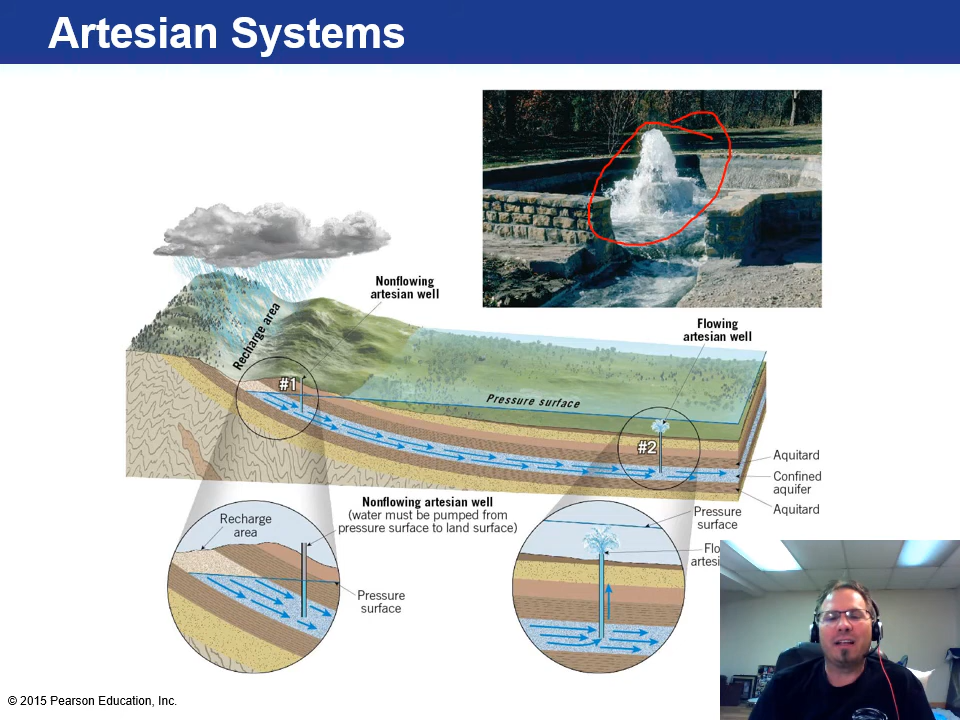 Artesian Systems
Nonflowing
artesian well
Recharge area
Flowing
artesian well
#1
Pressure surface
#2
Aquitard
Confined
aquifer
Aquitard
Nonflowing artesian well
(water must be pumped from
pressure surface to land surface)
Recharge
area
Pressure
surface
Pressure
surface
© 2015 Pearson Education, Inc.